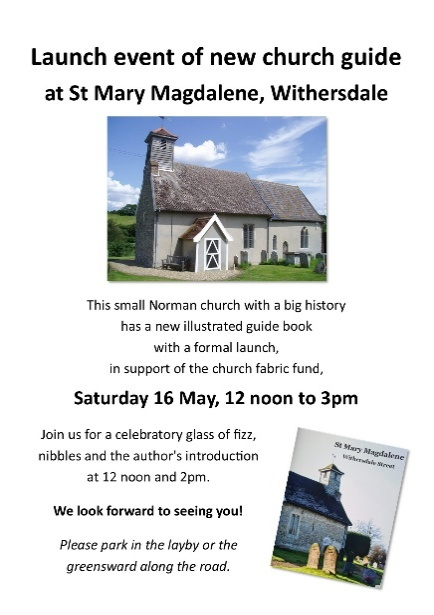 Launch event of new church guide
at St Mary Magdalene, Withersdale
This small Norman church with a big history
has a new illustrated guide book
with a formal launch,
in support of the church fabric fund,
Saturday 16 May, 12 noon to 3pm
Join us for a celebratory glass of fizz,
nibbles and the author's introduction
at 12 noon and 2pm.
We look forward to seeing you!
Please park in the layby or the
greensward along the road.
St Mary Magdalene
Withersdale Street